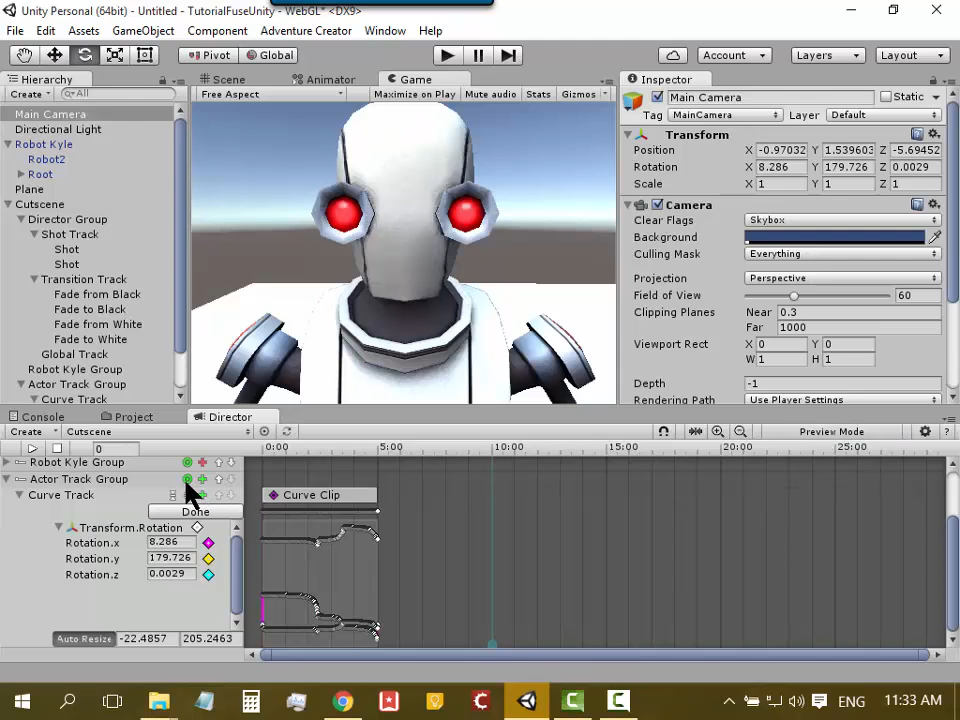 Unity Personal (64bit) - Untitled - TutorialFuseUnity - WebGL* <DX9>
File Edit Assets GameObject Component Adventure Creator Window Help
Pivot Global Account Layers Layout
Hierarchy Scene Animator Game Inspector
Create All Free Aspect Maximize on Play Mute audio Stats Gizmos Main Camera Static
Main Camera Tag MainCamera Layer Default
Directional Light Transform
Robot Kyle Position X -0.97032 Y 1.539603 Z -5.69452
Robot2 Rotation X 8.286 Y 179.726 Z 0.0029
Root Scale X 1 Y 1 Z 1
Plane
Cutscene Camera
Director Group Clear Flags Skybox
Shot Track Background
Shot Culling Mask Everything
Shot
Transition Track Projection Perspective
Fade from Black Field of View 60
Fade to Black Clipping Planes Near 0.3
Fade from White Far 1000
Fade to White Viewport Rect X 0 Y 0
Global Track W 1 H 1
Robot Kyle Group
Actor Track Group Depth -1
Curve Track Rendering Path Use Player Settings
Console Project Director
Create Cutscene Preview Mode
0 0:00 5:00 10:00 15:00 20:00 25:00
Robot Kyle Group
Actor Track Group
Curve Track Curve Clip
Done
Transform.Rotation
Rotation.x 8.286
Rotation.y 179.726
Rotation.z 0.0029
Auto Resize -22.4857 205.2463
ENG 11:33 AM